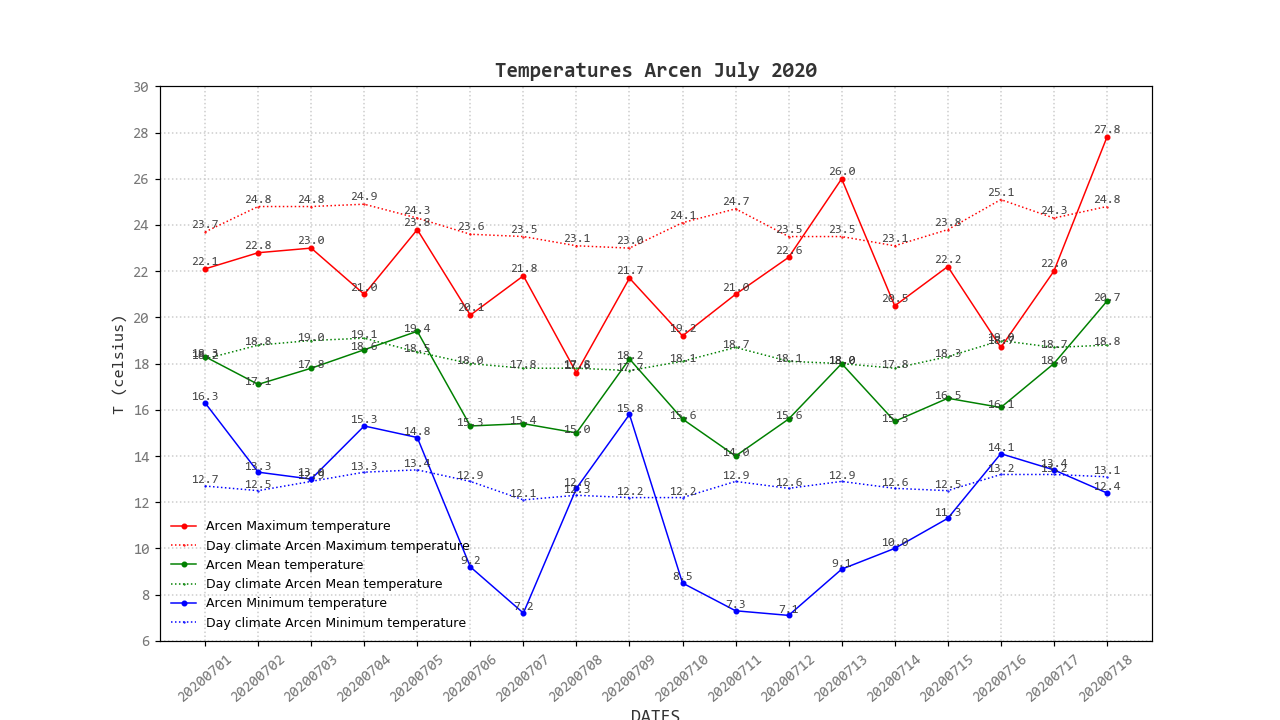 Temperatures Arcen July 2020
30
28
26
24
22
20
18
16
14
12
10
8
6
T (celsius)
22.1 22.8 23.0 21.0 23.8 20.1 21.8 17.6 21.7 19.2 21.0 22.6 26.0 20.5 22.2 18.7 22.0 27.8
23.7 24.8 24.8 24.9 24.3 23.6 23.5 23.1 23.0 24.1 24.7 23.5 23.5 23.1 23.8 25.1 24.3 24.8
18.3 17.1 17.8 18.6 19.4 15.3 15.4 15.0 18.2 15.6 14.0 15.6 18.0 15.5 16.5 16.1 18.0 20.7
18.2 18.8 19.0 19.1 18.5 18.0 17.8 17.8 17.7 18.1 18.7 18.1 18.0 17.8 18.3 19.0 18.7 18.8
16.3 13.3 13.0 15.3 14.8 9.2 7.2 12.6 15.8 8.5 7.3 7.1 9.1 10.0 11.3 14.1 13.4 12.4
12.7 12.5 12.9 13.3 13.4 12.9 12.1 12.3 12.2 12.2 12.9 12.6 12.9 12.6 12.5 13.2 13.2 13.1
Arcen Maximum temperature
Day climate Arcen Maximum temperature
Arcen Mean temperature
Day climate Arcen Mean temperature
Arcen Minimum temperature
Day climate Arcen Minimum temperature
20200701 20200702 20200703 20200704 20200705 20200706 20200707 20200708 20200709 20200710 20200711 20200712 20200713 20200714 20200715 20200716 20200717 20200718
DATES